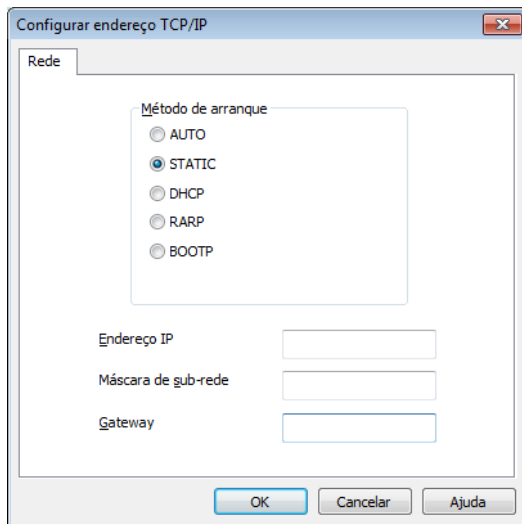 Configurar endereço TCP/IP
Rede
Método de arranque
AUTO
STATIC
DHCP
RARP
BOOTP
Endereço IP
Máscara de sub-rede
Gateway
OK Cancelar Ajuda